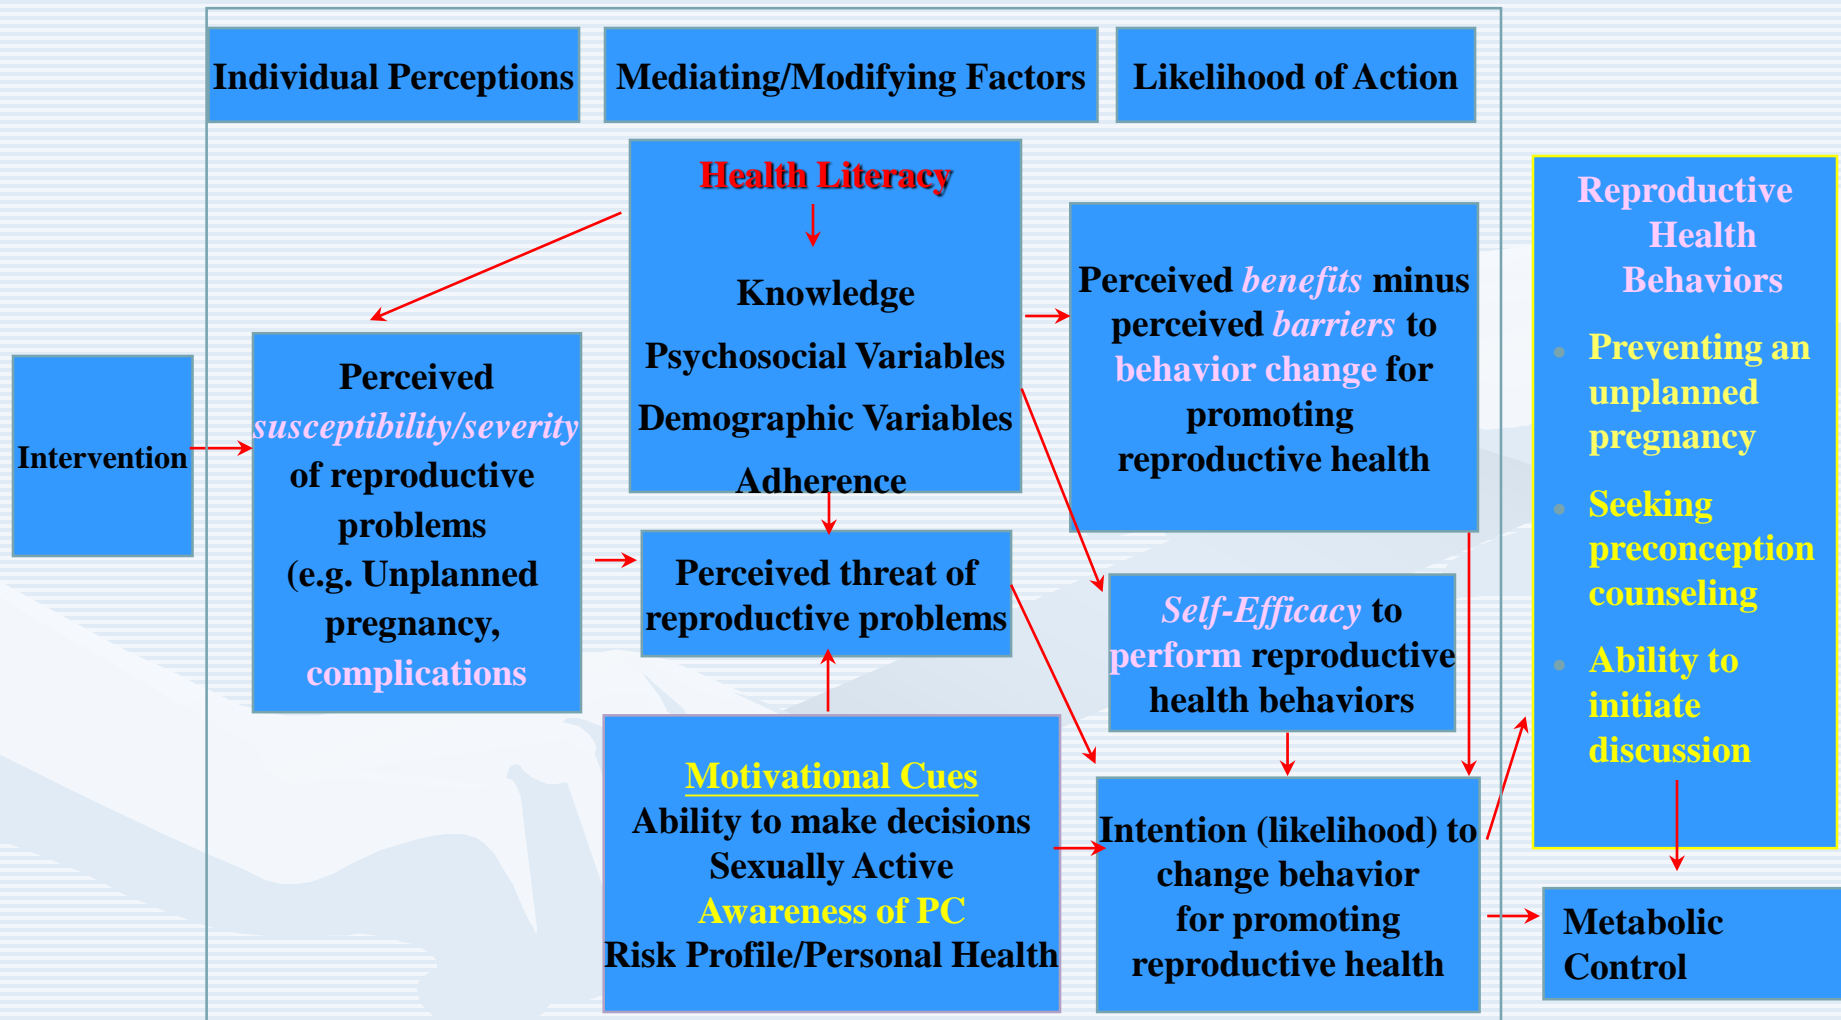 Individual Perceptions
Mediating/Modifying Factors
Likelihood of Action
Intervention
Perceived
susceptibility/severity
of reproductive
problems
(e.g. Unplanned
pregnancy,
complications
Health Literacy
Knowledge
Psychosocial Variables
Demographic Variables
Adherence
Perceived threat of
reproductive problems
Motivational Cues
Ability to make decisions
Sexually Active
Awareness of PC
Risk Profile/Personal Health
Perceived benefits minus
perceived barriers to
behavior change for
promoting
reproductive health
Self-Efficacy to
perform reproductive
health behaviors
Intention (likelihood) to
change behavior
for promoting
reproductive health
Reproductive
Health
Behaviors
Preventing an
unplanned
pregnancy
Seeking
preconception
counseling
Ability to
initiate
discussion
Metabolic
Control